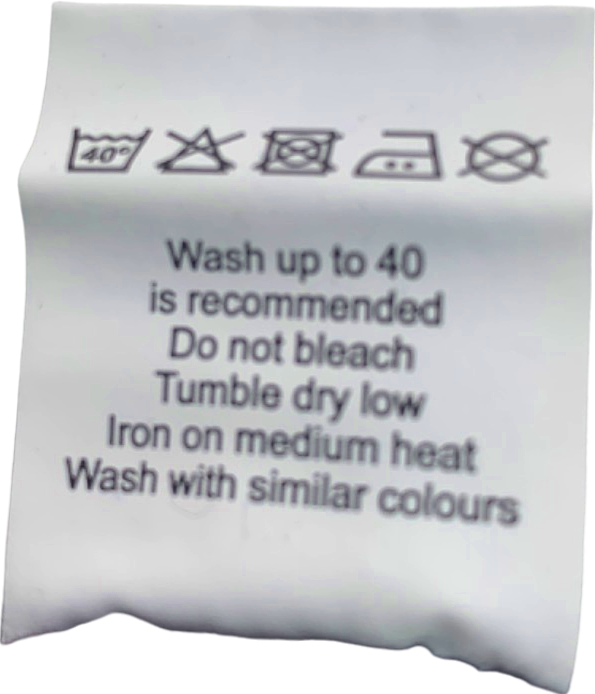 40°
Wash up to 40
is recommended
Do not bleach
Tumble dry low
Iron on medium heat
Wash with similar colours